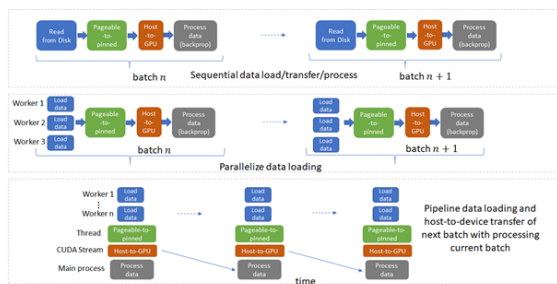 Read from Disk
Pageable -to- pinned
Host -to- GPU
Process data (backprop)
Read from Disk
Pageable -to- pinned
Host -to- GPU
Process data (backprop)
batch n
Sequential data load/transfer/process
batch n + 1
Worker 1
Load data
Worker 2
Load data
Worker 3
Load data
Pageable -to- pinned
Host -to- GPU
Process data (backprop)
Load data
Load data
Load data
Pageable -to- pinned
Host -to- GPU
Process data (backprop)
batch n
Parallelize data loading
batch n + 1
Worker 1
Load data
Load data
Load data
Worker n
Load data
Load data
Load data
Thread
Pageable-to-pinned
Pageable-to-pinned
Pageable-to-pinned
CUDA Stream
Host-to-GPU
Host-to-GPU
Host-to-GPU
Main process
Process data
Process data
Process data
time
Pipeline data loading and
host-to-device transfer of
next batch with processing
current batch